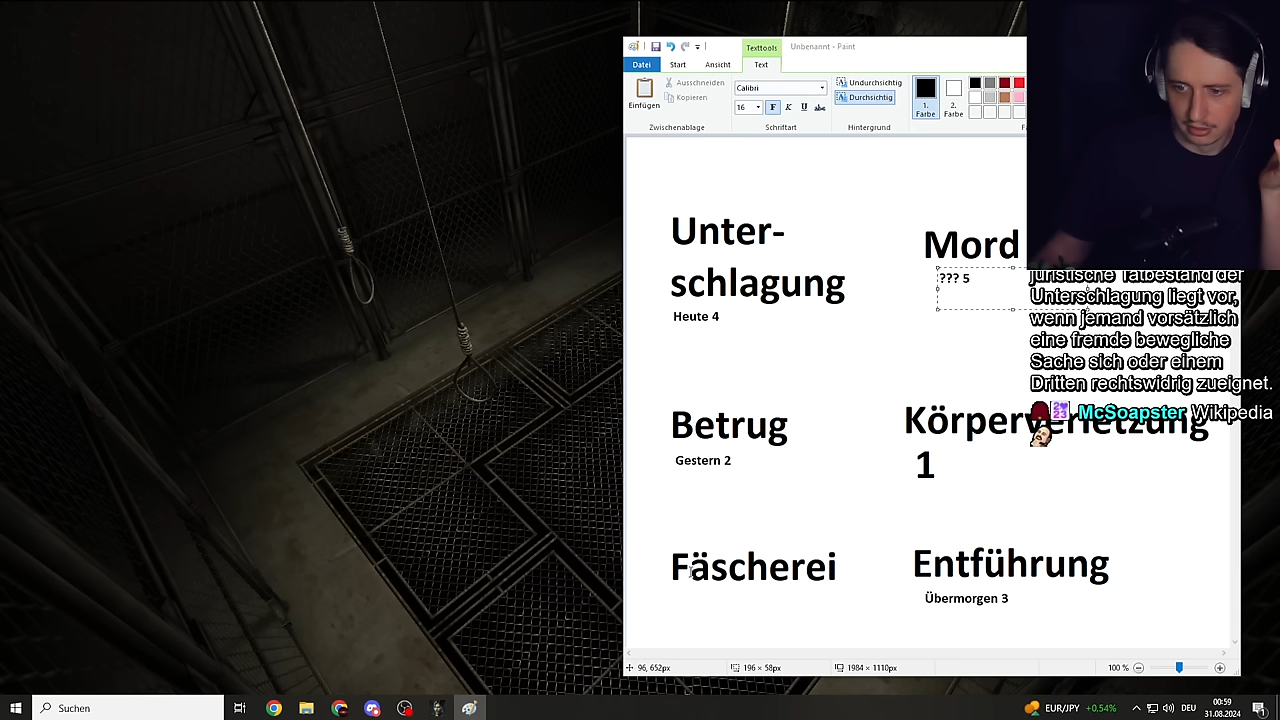 Texttools
Unbenannt - Paint
Datei
Start
Ansicht
Text
Einfügen
Ausschneiden
Kopieren
Zwischenablage
Calibri
16
F
K
U
abc
Schriftart
Undurchsichtig
Durchsichtig
Hintergrund
1.
Farbe
2.
Farbe
Unter-
schlagung
Heute 4
Mord
??? 5
juristische Tatbestand der
Unterschlagung liegt vor,
wenn jemand vorsätzlich
eine fremde bewegliche
Sache sich oder einem
Dritten rechtswidrig zueignet.
McSoapster Wikipedia
Betrug
Gestern 2
Körperverletzung
1
Fäscherei
Entführung
Übermorgen 3
96, 652px
196 × 58px
1984 × 1110px
100 %
Suchen
EUR/JPY +0.54%
DEU
00:59
31.08.2024